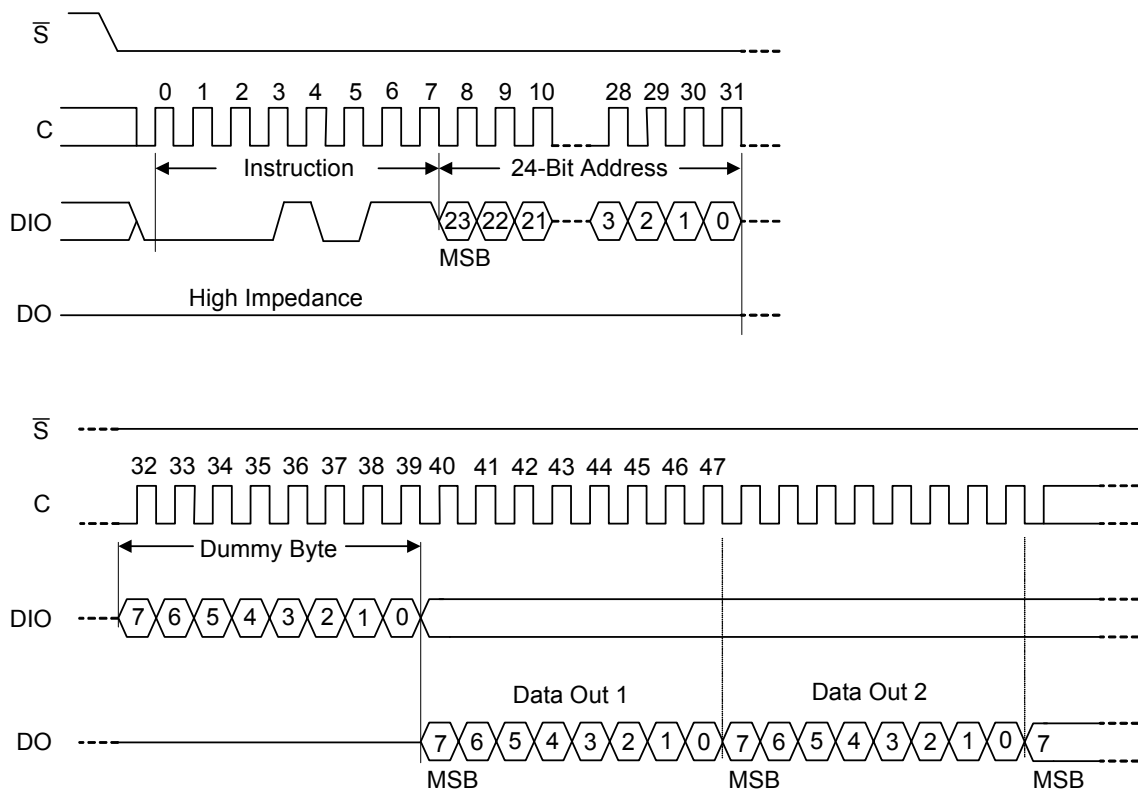 S
0 1 2 3 4 5 6 7 8 9 10 28 29 30 31
C
Instruction 24-Bit Address
DIO 23 22 21 3 2 1 0
MSB
High Impedance
DO
S
32 33 34 35 36 37 38 39 40 41 42 43 44 45 46 47
C
Dummy Byte
DIO 7 6 5 4 3 2 1 0
Data Out 1 Data Out 2
DO 7 6 5 4 3 2 1 0 7 6 5 4 3 2 1 0 7
MSB MSB MSB